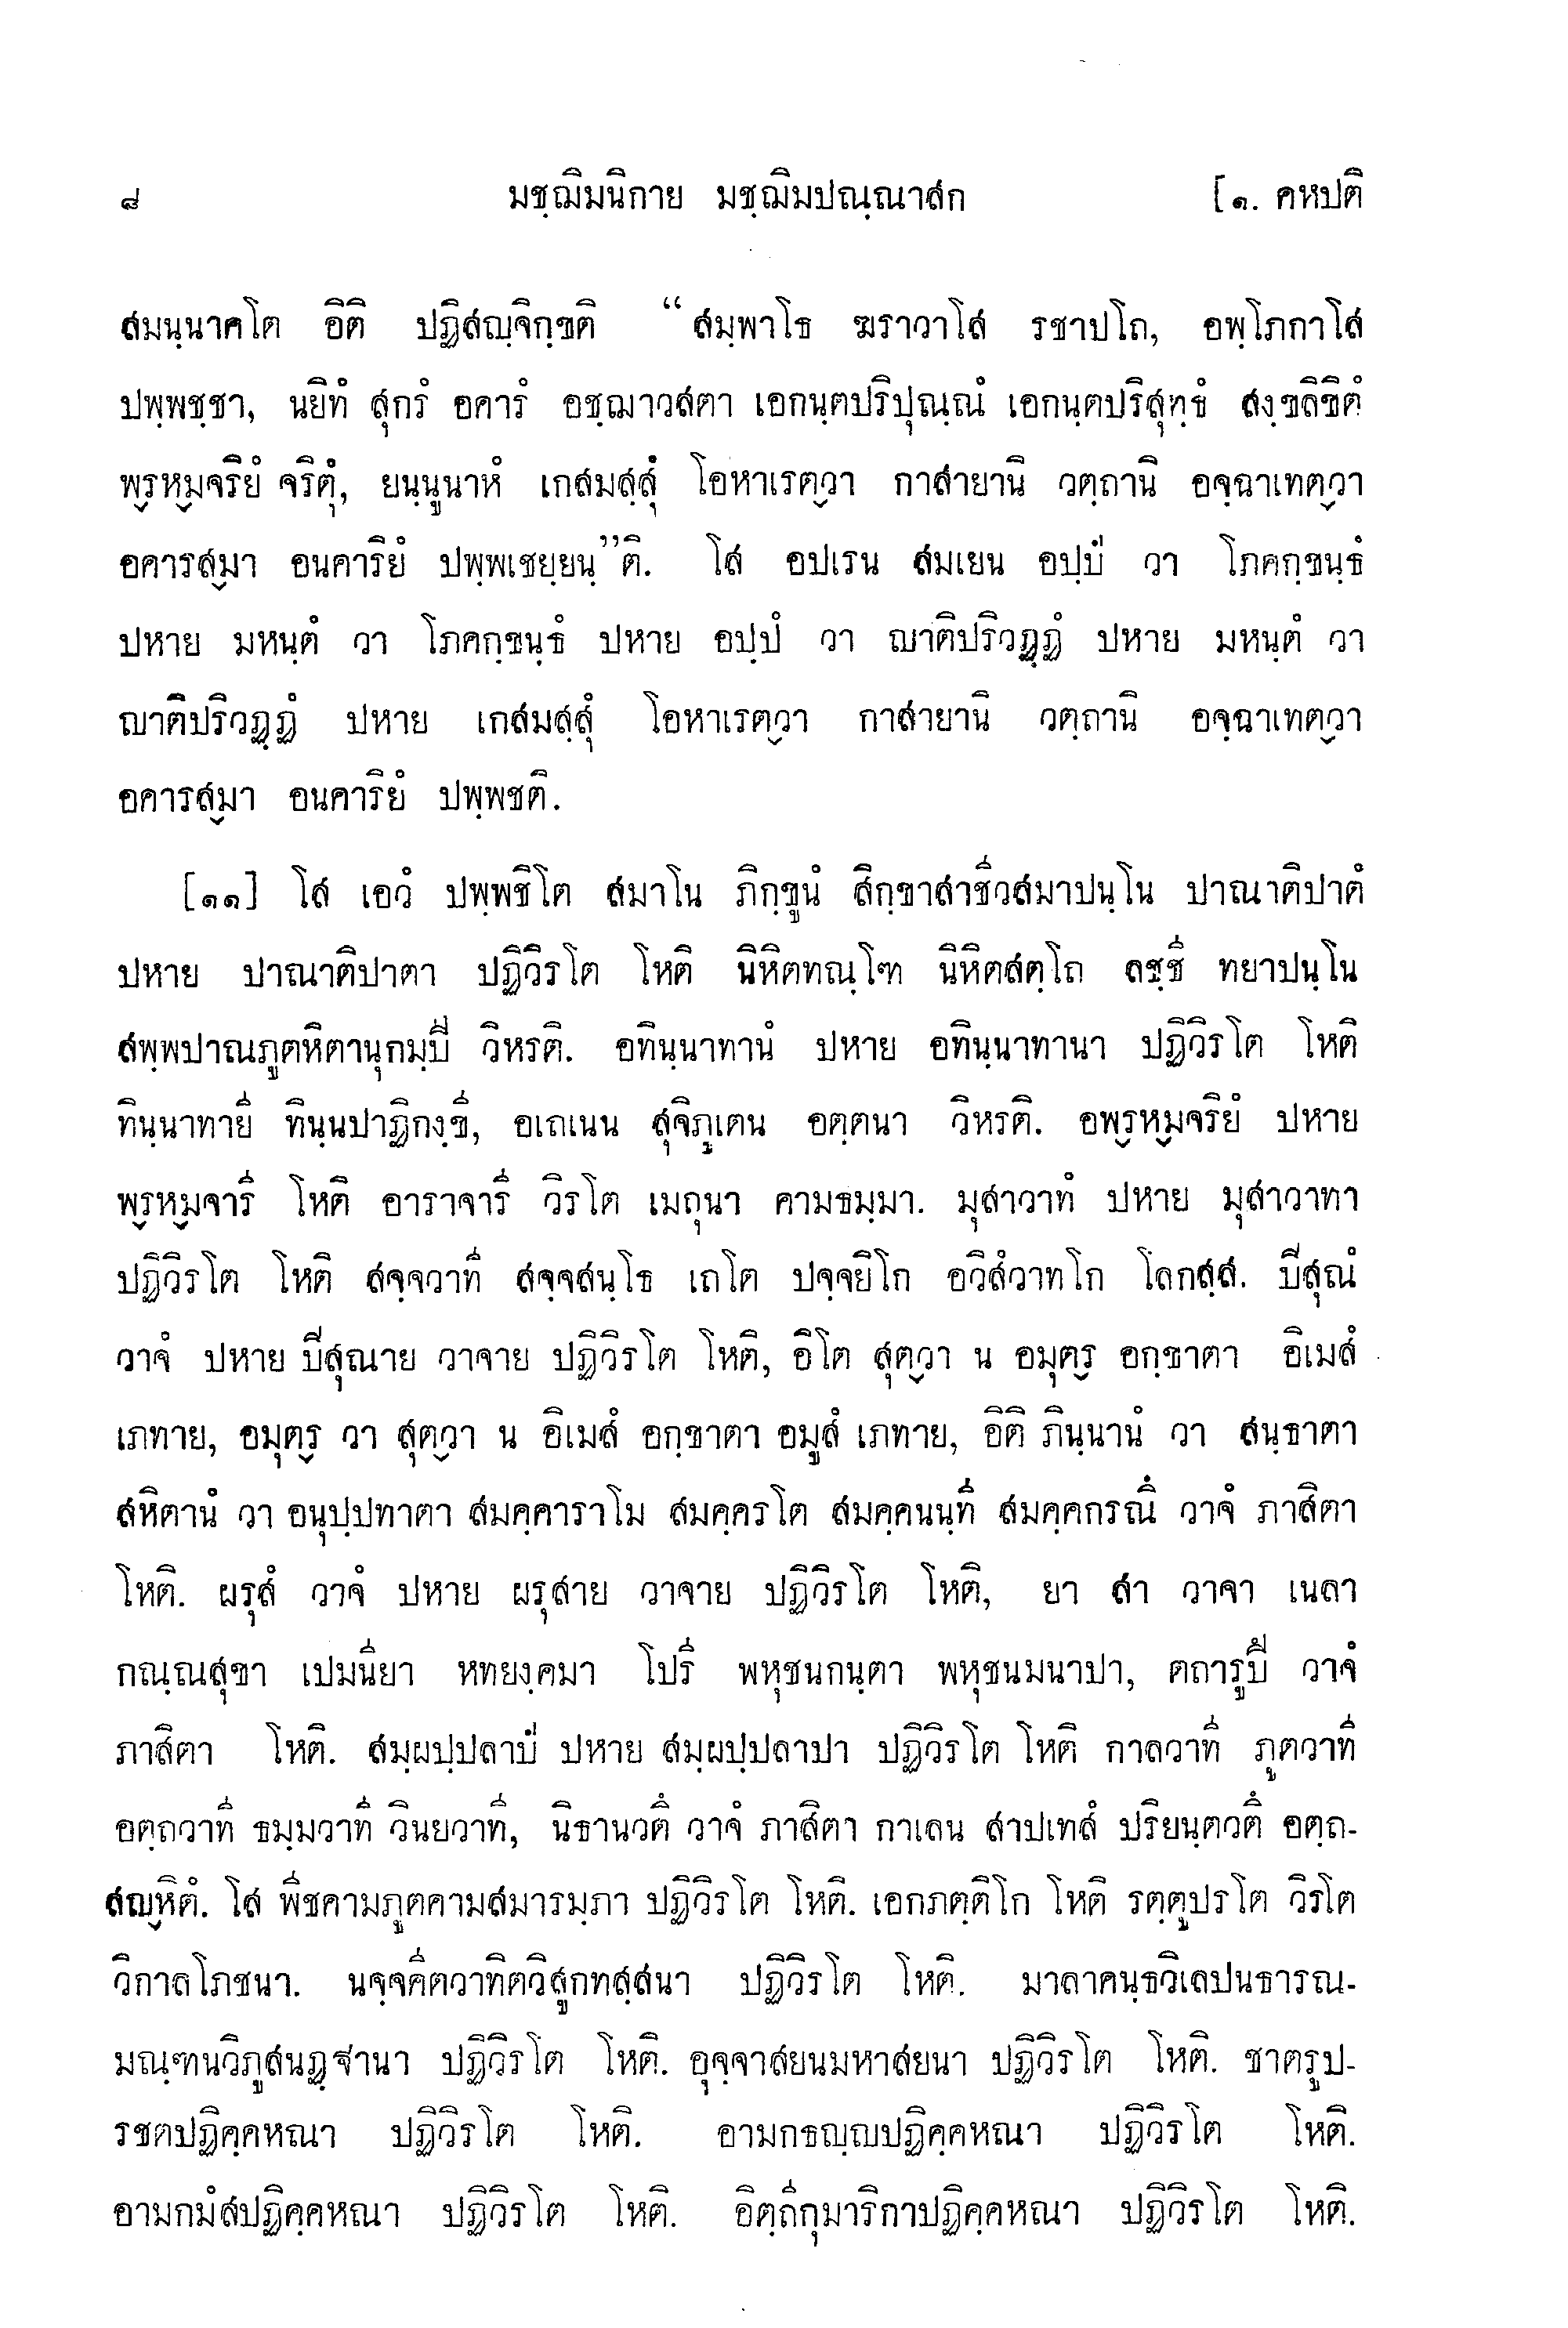 ๘ มชฺฌิมนิกาย มชฺฌิมปณฺณาสก [๑. คหปติ
สมนฺนาคโต อิติ ปฏิสญฺจิกฺขติ “สมฺพาโธ ฆราวาโส รชาปโถ, อพฺโภกาโส
ปพฺพชฺชา, นยิทํ สุกรํ อคารํ อชฺฌาวสตา เอกนฺตปริปุณฺณํ เอกนฺตปริสุทฺธํ สงฺขลิขิตํ
พฺรหฺมจริยํ จริตุํ, ยนฺนูนาหํ เกสมสฺสุํ โอหาเรตฺวา กาสายานิ วตฺถานิ อจฺฉาเทตฺวา
อคารสฺมา อนคาริยํ ปพฺพเชยฺยนฺ”ติ. โส อปเรน สมเยน อปฺปํ วา โภคกฺขนฺธํ
ปหาย มหนฺตํ วา โภคกฺขนฺธํ ปหาย อปฺปํ วา ญาติปริวฏฺฏํ ปหาย มหนฺตํ วา
ญาติปริวฏฺฏํ ปหาย เกสมสฺสุํ โอหาเรตฺวา กาสายานิ วตฺถานิ อจฺฉาเทตฺวา
อคารสฺมา อนคาริยํ ปพฺพชติ.
[๑๑] โส เอวํ ปพฺพชิโต สมาโน ภิกฺขูนํ สิกฺขาสาชีวสมาปนฺโน ปาณาติปาตํ
ปหาย ปาณาติปาตา ปฏิวิรโต โหติ นิหิตทณฺโฑ นิหิตสตฺโถ ลชฺชี ทยาปนฺโน
สพฺพปาณภูตหิตานุกมฺปี วิหรติ. อทินฺนาทานํ ปหาย อทินฺนาทานา ปฏิวิรโต โหติ
ทินฺนาทายี ทินฺนปาฏิกงฺขี, อเถเนน สุจิภูเตน อตฺตนา วิหรติ. อพฺรหฺมจริยํ ปหาย
พฺรหฺมจารี โหติ อาราจารี วิรโต เมถุนา คามธมฺมา. มุสาวาทํ ปหาย มุสาวาทา
ปฏิวิรโต โหติ สจฺจวาที สจฺจสนฺโธ เถโต ปจฺจยิโก อวิสํวาทโก โลกสฺส. ปิสุณํ
วาจํ ปหาย ปิสุณาย วาจาย ปฏิวิรโต โหติ, อิโต สุตฺวา น อมุตฺร อกฺขาตา อิเมสํ
เภทาย, อมุตฺร วา สุตฺวา น อิเมสํ อกฺขาตา อมูสํ เภทาย, อิติ ภินฺนานํ วา สนฺธาตา
สหิตานํ วา อนุปฺปทาตา สมคฺคาราโม สมคฺครโต สมคฺคนนฺที สมคฺคกรณึ วาจํ ภาสิตา
โหติ. ผรุสํ วาจํ ปหาย ผรุสาย วาจาย ปฏิวิรโต โหติ, ยา สา วาจา เนลา
กณฺณสุขา เปมนียา หทยงฺคมา โปรี พหุชนกนฺตา พหุชนมนาปา, ตถารูปึ วาจํ
ภาสิตา โหติ. สมฺผปฺปลาปํ ปหาย สมฺผปฺปลาปา ปฏิวิรโต โหติ กาลวาที ภูตวาที
อตฺถวาที ธมฺมวาที วินยวาที, นิธานวตึ วาจํ ภาสิตา กาเลน สาปเทสํ ปริยนฺตวตึ อตฺถ-
สญฺหิตํ. โส พีชคามภูตคามสมารมฺภา ปฏิวิรโต โหติ. เอกภตฺติโก โหติ รตฺตูปรโต วิรโต
วิกาลโภชนา. นจฺจคีตวาทิตวิสูกทสฺสนา ปฏิวิรโต โหติ. มาลาคนฺธวิเลปนธารณ-
มณฺฑนวิภูสนฏฺฐานา ปฏิวิรโต โหติ. อุจฺจาสยนมหาสยนา ปฏิวิรโต โหติ. ชาตรูป-
รชตปฏิคฺคหณา ปฏิวิรโต โหติ. อามกธญฺญปฏิคฺคหณา ปฏิวิรโต โหติ.
อามกมํสปฏิคฺคหณา ปฏิวิรโต โหติ. อิตฺถีกุมาริกาปฏิคฺคหณา ปฏิวิรโต โหติ.